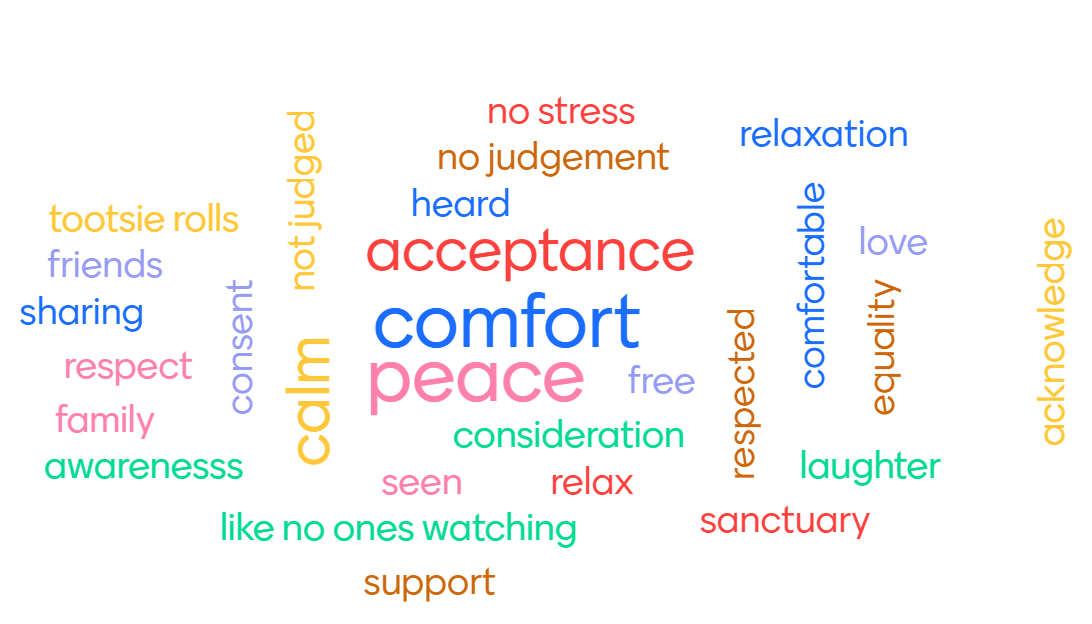 no stress
relaxation
no judgement
not judged
heard
tootsie rolls
acceptance
comfortable
love
friends
acknowledge
sharing
consent
comfort
equality
respect
calm
peace
free
respected
family
consideration
awarenesss
laughter
seen
relax
like no ones watching
sanctuary
support